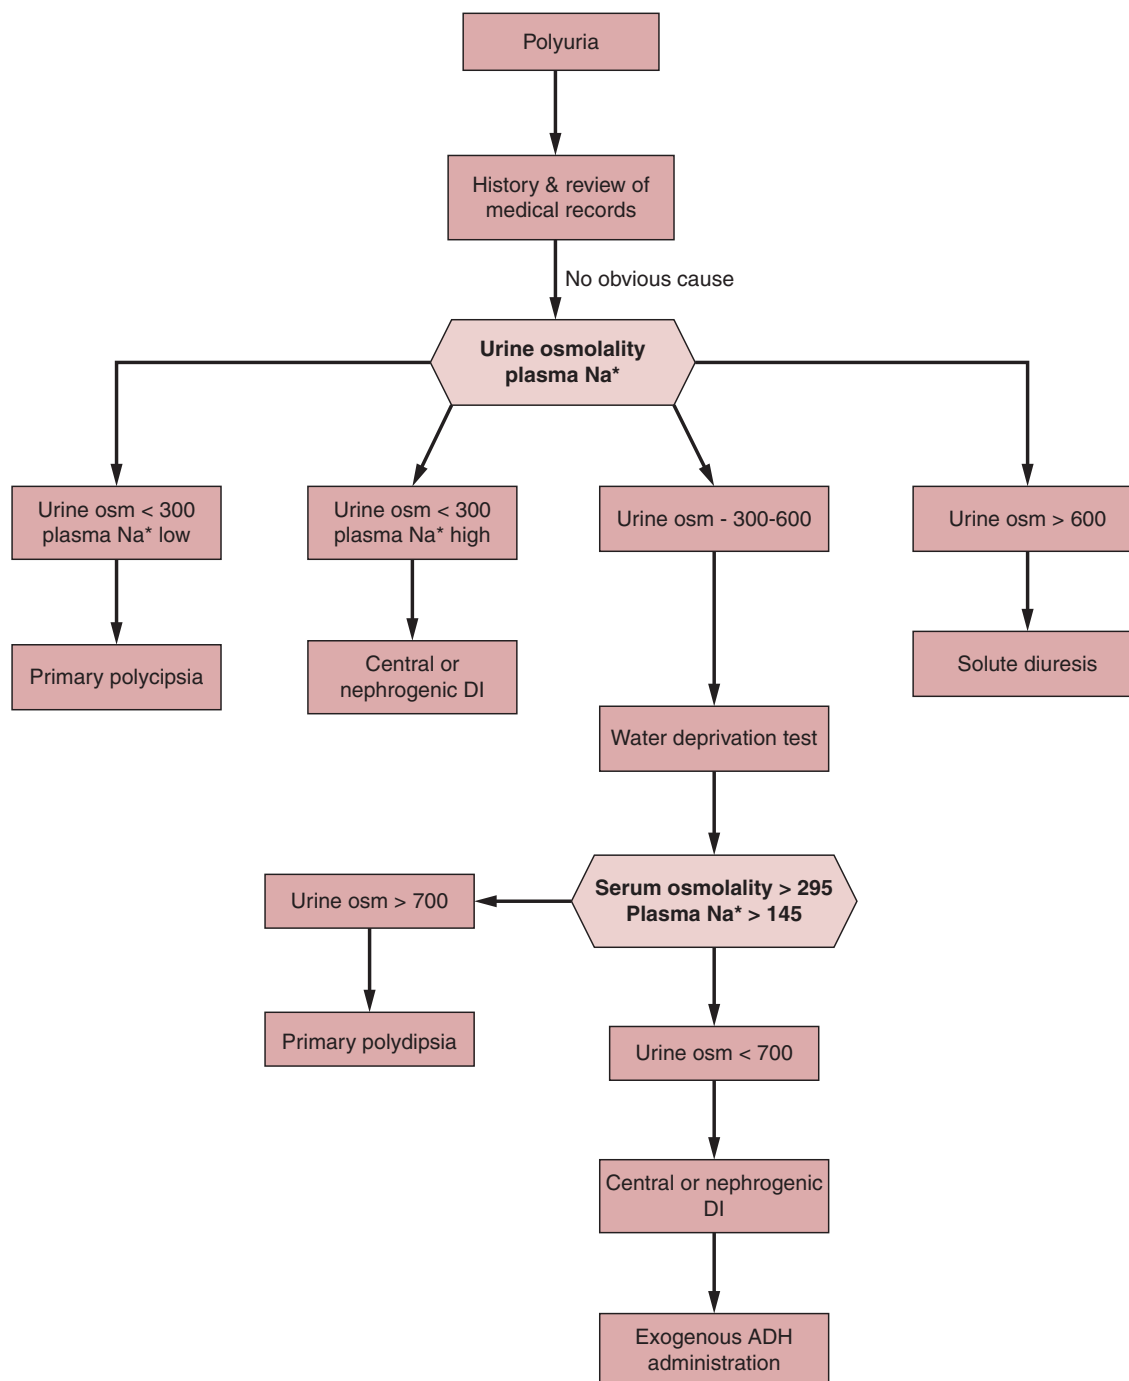 Polyuria
History & review of
medical records
No obvious cause
Urine osmolality
plasma Na*
Urine osm < 300
plasma Na* low
Urine osm < 300
plasma Na* high
Urine osm - 300-600
Urine osm > 600
Primary polycipsia
Central or
nephrogenic DI
Solute diuresis
Water deprivation test
Serum osmolality > 295
Plasma Na* > 145
Urine osm > 700
Primary polydipsia
Urine osm < 700
Central or nephrogenic
DI
Exogenous ADH
administration